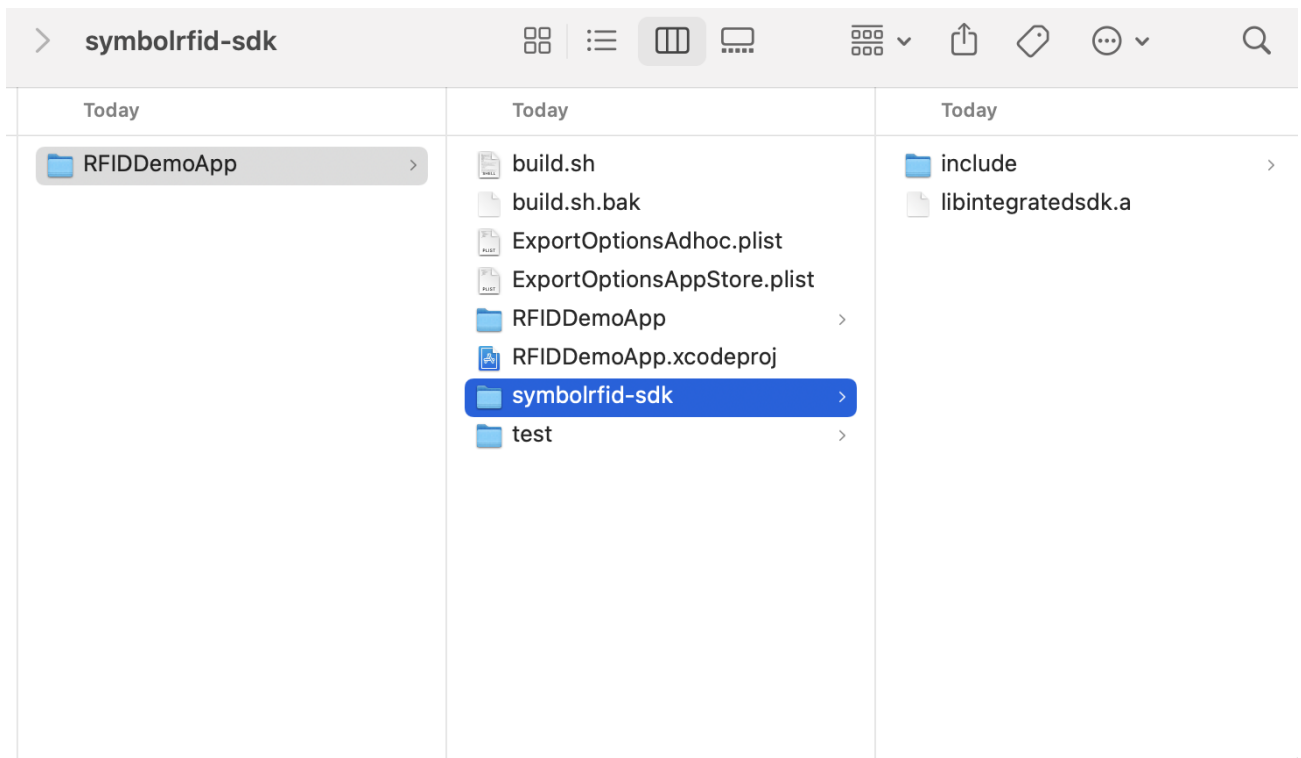 symbolrfid-sdk
Today
RFIDDemoApp
Today
build.sh
build.sh.bak
ExportOptionsAdhoc.plist
ExportOptionsAppStore.plist
RFIDDemoApp
RFIDDemoApp.xcodeproj
symbolrfid-sdk
test
Today
include
libintegratedsdk.a